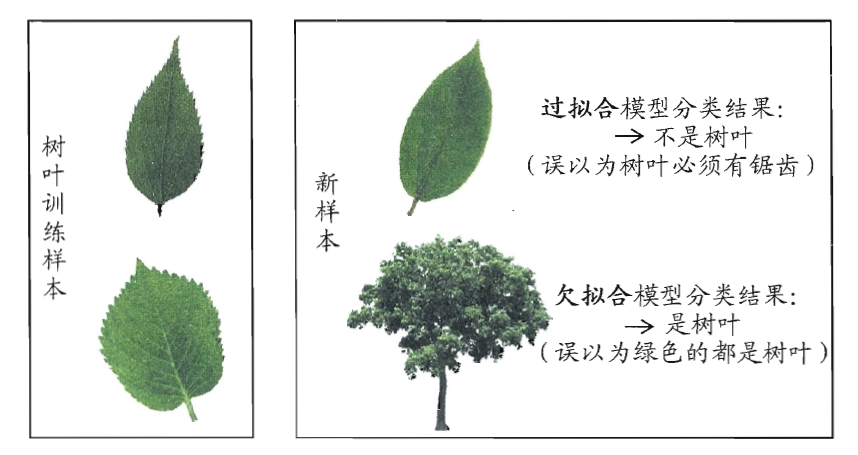 树叶训练样本
新样本
过拟合模型分类结果：
→ 不是树叶
（误以为树叶必须有锯齿）
欠拟合模型分类结果：
→ 是树叶
（误以为绿色的都是树叶）